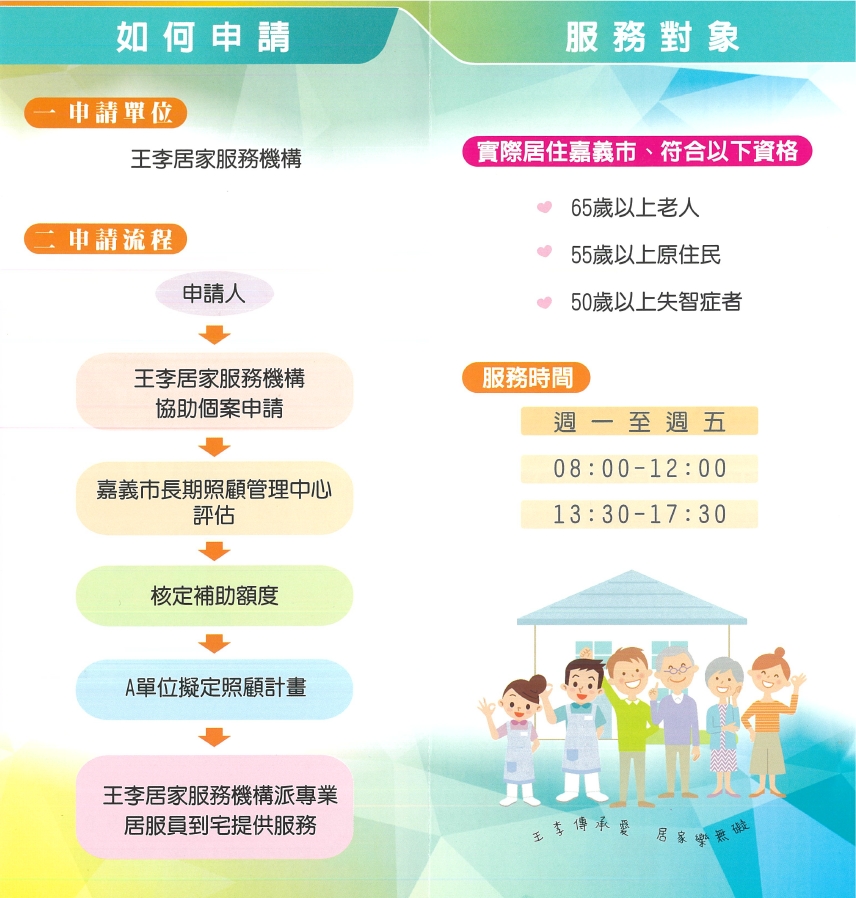 如何申請
一 申請單位
王李居家服務機構
二 申請流程
申請人
王李居家服務機構
協助個案申請
嘉義市長期照顧管理中心
評估
核定補助額度
A單位擬定照顧計畫
王李居家服務機構派專業
居服員到宅提供服務
服務對象
實際居住嘉義市、符合以下資格
65歲以上老人
55歲以上原住民
50歲以上失智症者
服務時間
週一至週五
08:00-12:00
13:30-17:30
王李傳承愛 居家樂無礙